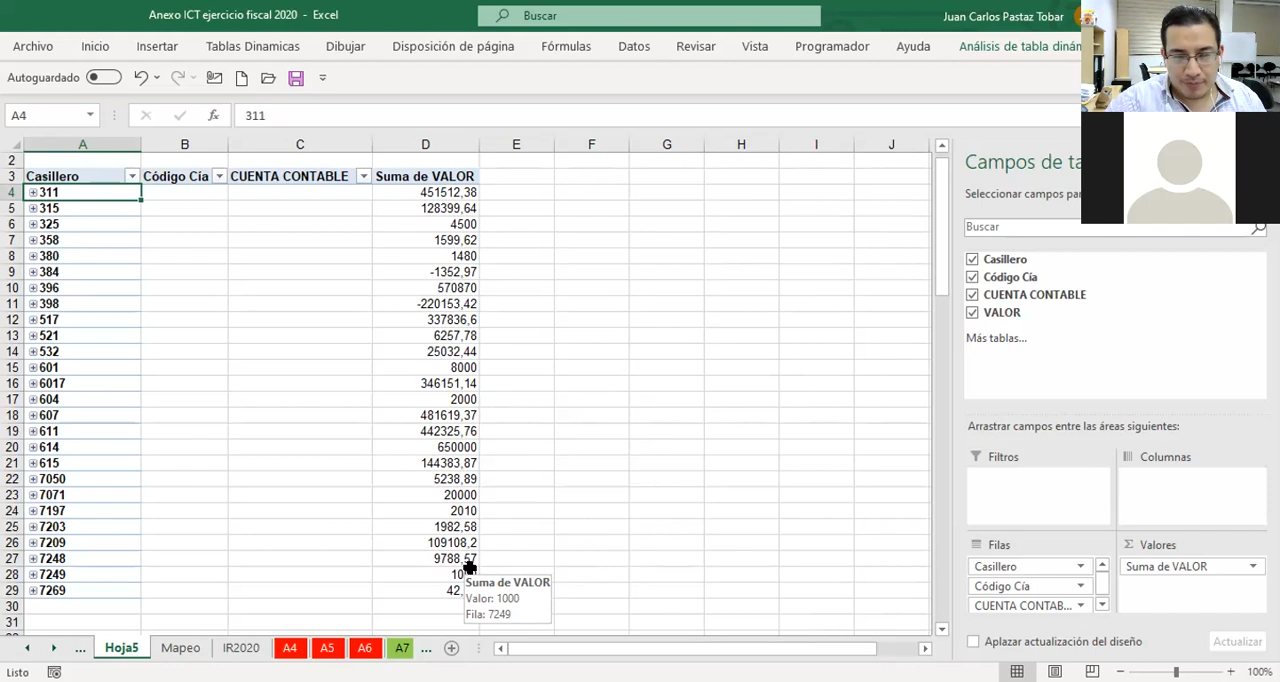 Anexo ICT ejercicio fiscal 2020 - Excel
Buscar
Juan Carlos Pastaz Tobar
Archivo Inicio Insertar Tablas Dinamicas Dibujar Disposición de página Fórmulas Datos Revisar Vista Programador Ayuda Análisis de tabla
Autoguardado
A4 fx 311
A B C D E F G H I J
2
3 Casillero Código Cía CUENTA CONTABLE Suma de VALOR
4 311 451512,38
5 315 128399,64
6 325 4500
7 358 1599,62
8 380 1480
9 384 -1352,97
10 396 570870
11 398 -220153,42
12 517 337836,6
13 521 6257,78
14 532 25032,44
15 601 8000
16 6017 346151,14
17 604 2000
18 607 481619,37
19 611 442325,76
20 614 650000
21 615 144383,87
22 7050 5238,89
23 7071 20000
24 7197 2010
25 7203 1982,58
26 7209 109108,2
27 7248 9788,57
28 7249 10
29 7269 42,
30
31
Suma de VALOR
Valor: 1000
Fila: 7249
Campos de
Seleccionar campos
Buscar
Casillero
Código Cía
CUENTA CONTABLE
VALOR
Más tablas...
Arrastrar campos entre las áreas siguientes:
Filtros
Columnas
Filas
Casillero
Código Cía
CUENTA CONTAB...
Σ Valores
Suma de VALOR
Aplazar actualización del diseño
Actualizar
... Hoja5 Mapeo IR2020 A4 A5 A6 A7 ...
Listo
100%